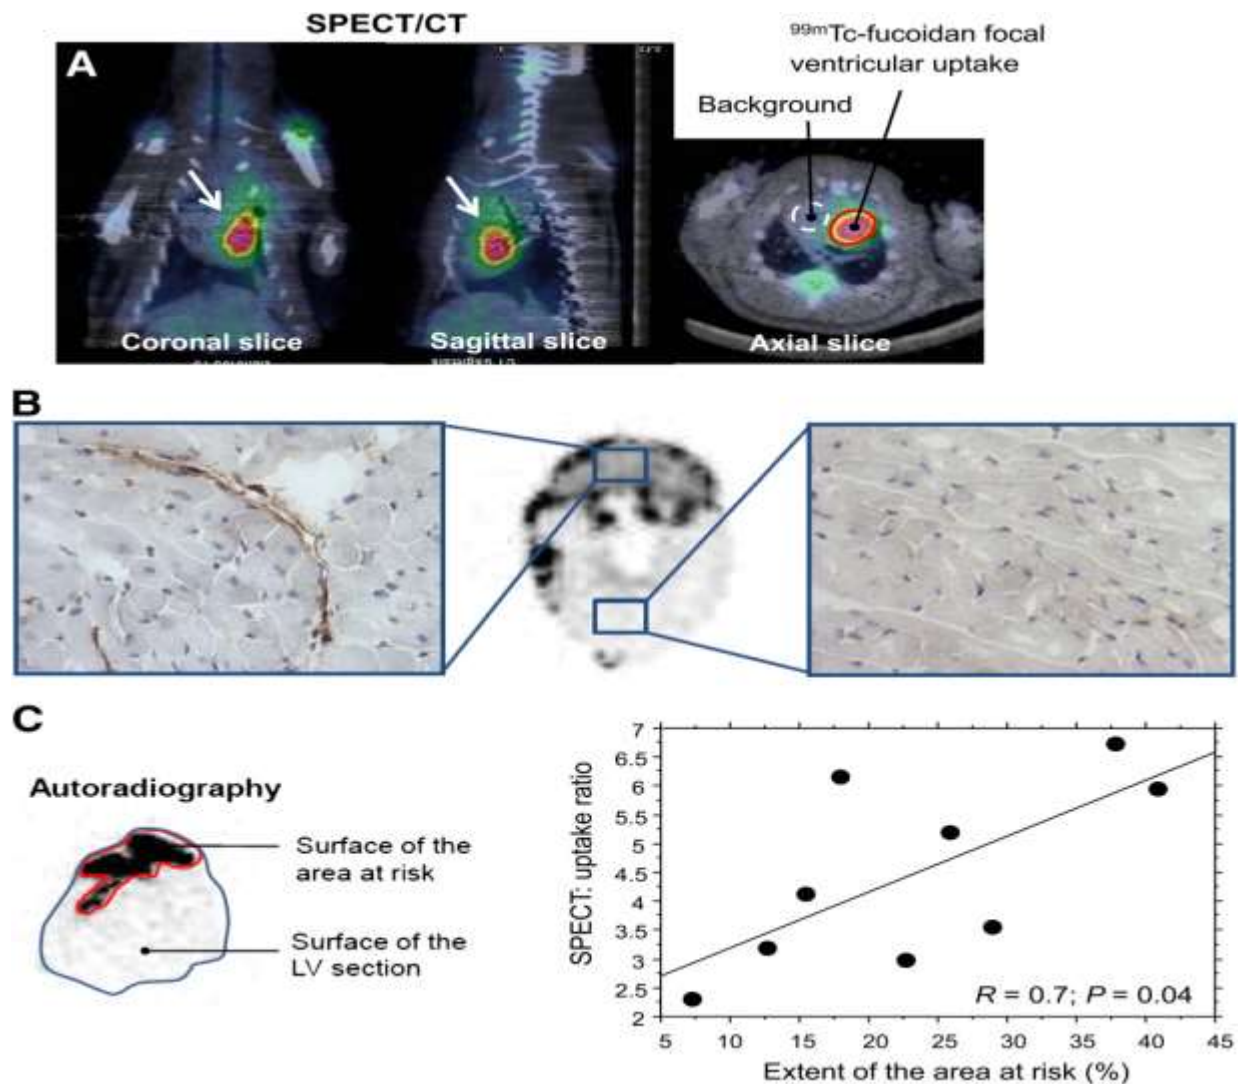 SPECT/CT
99mTc-fucoidan focal
ventricular uptake
Background
A
Coronal slice
Sagittal slice
Axial slice
B
C
Autoradiography
Surface of the
area at risk
Surface of the
LV section
SPECT: uptake ratio
7
6.5
6
5.5
5
4.5
4
3.5
3
2.5
2
R = 0.7; P = 0.04
5 10 15 20 25 30 35 40 45
Extent of the area at risk (%)